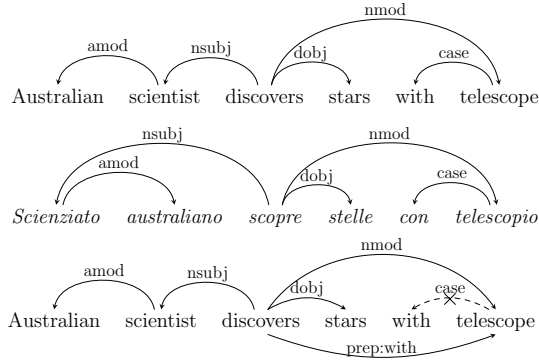 nmod
amod nsubj dobj case
Australian scientist discovers stars with telescope
nsubj nmod
amod dobj case
Scienziato australiano scopre stelle con telescopio
nmod
amod nsubj dobj case
Australian scientist discovers stars with telescope
prep:with